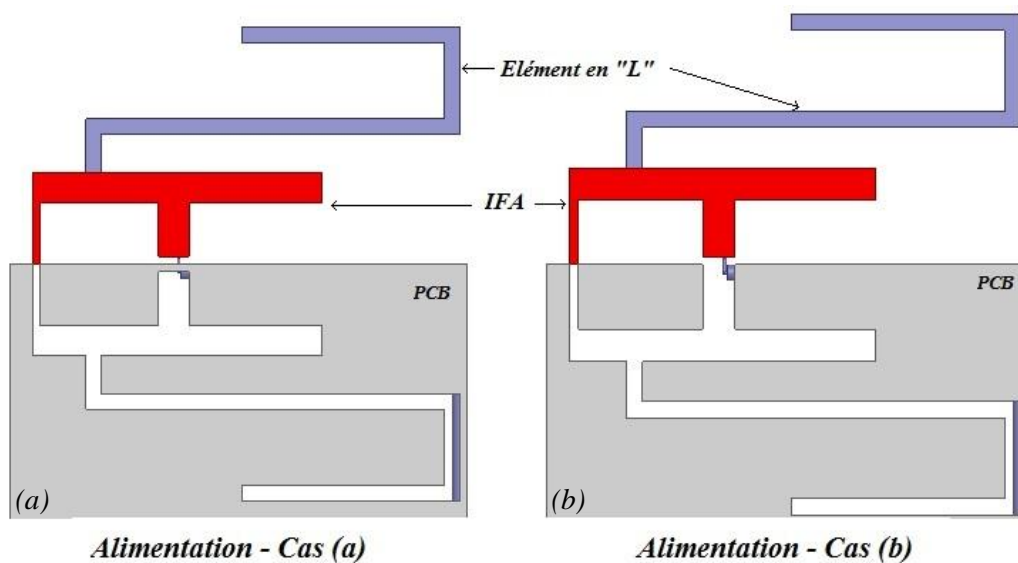 Elément en "L"
IFA
PCB
PCB
(a)
(b)
Alimentation - Cas (a)
Alimentation - Cas (b)